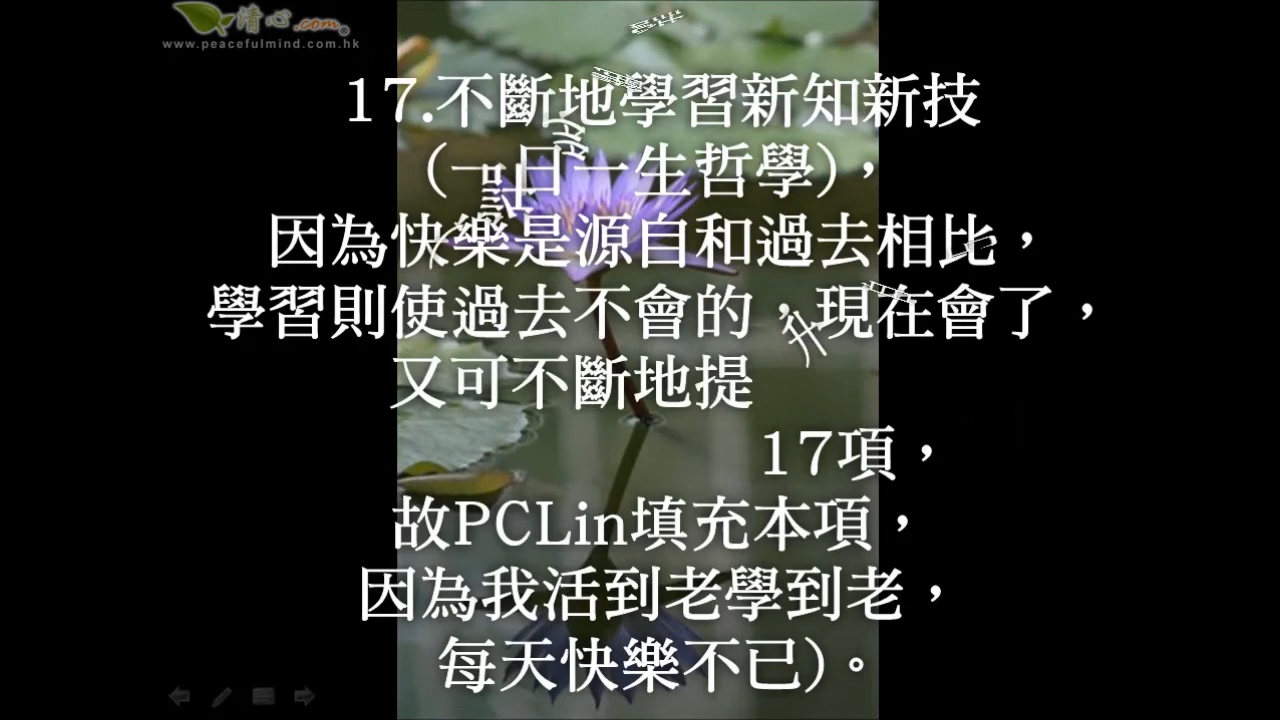 清心.com
www.peacefulmind.com.hk
17.不斷地學習新知新技
(一日一生哲學)，
因為快樂是源自和過去相比，
學習則使過去不會的，現在會了，
又可不斷地提
升
17項，
故PCLin填充本項，
因為我活到老學到老，
每天快樂不已)。